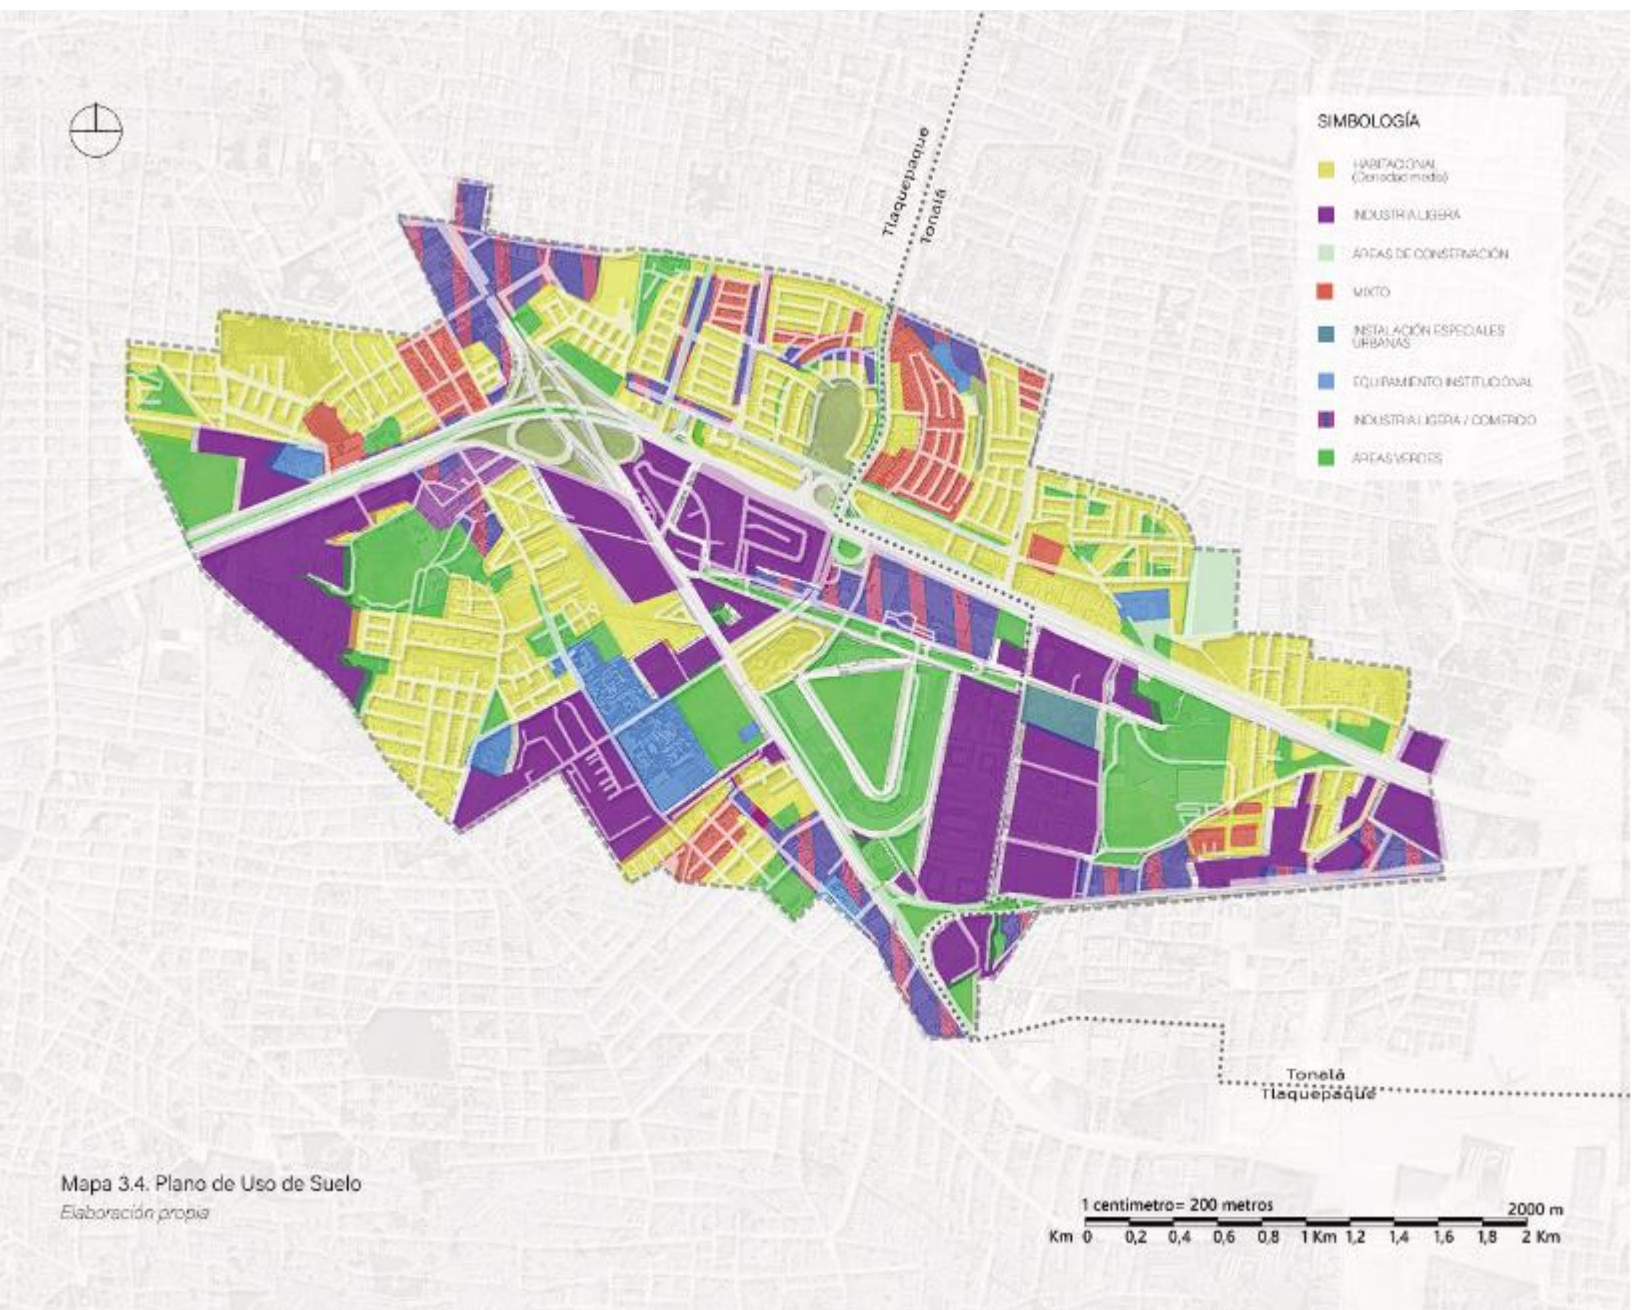 Tlaquepaque
Tonalá
SIMBOLOGÍA
HABITACIONAL
(Densidad media)
INDUSTRIA LIGERA
ÁREAS DE CONSERVACIÓN
MIXTO
INSTALACIÓN ESPECIALES
URBANAS
EQUIPAMIENTO INSTITUCIONAL
INDUSTRIA LIGERA / COMERCIO
ÁREAS VERDES
Tonalá
Tlaquepaque
Mapa 3.4. Plano de Uso de Suelo
Elaboración propia
1 centimetro= 200 metros
2000 m
Km 0 0,2 0,4 0,6 0,8 1 Km 1,2 1,4 1,6 1,8 2 Km